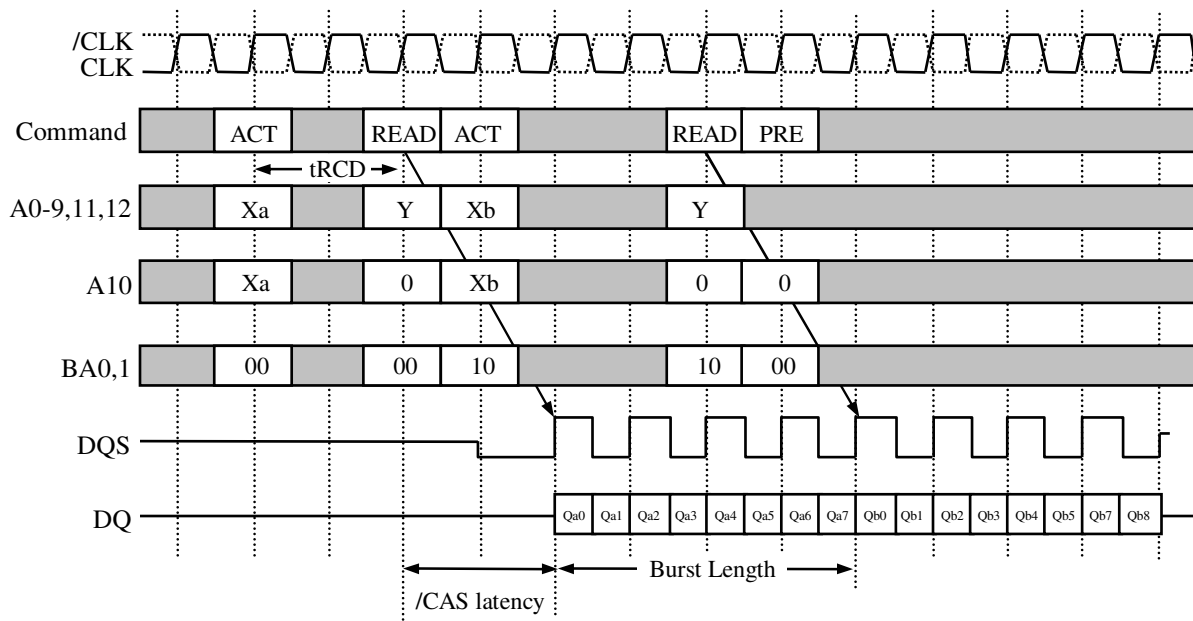 /CLK
CLK
Command ACT READ ACT READ PRE
tRCD
A0-9,11,12 Xa Y Xb Y
A10 Xa 0 Xb 0 0
BA0,1 00 00 10 10 00
DQS
DQ Qa0 Qa1 Qa2 Qa3 Qa4 Qa5 Qa6 Qa7 Qb0 Qb1 Qb2 Qb3 Qb4 Qb5 Qb7 Qb8
Burst Length
/CAS latency